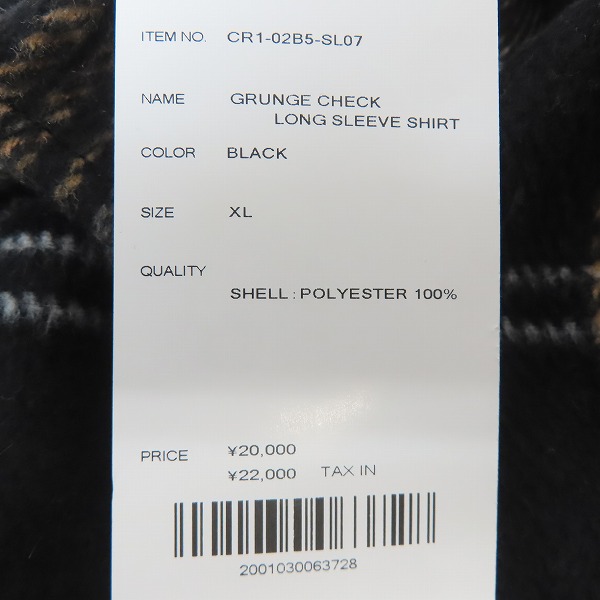 ITEM NO. CR1-02B5-SL07
NAME GRUNGE CHECK
LONG SLEEVE SHIRT
COLOR BLACK
SIZE XL
QUALITY
SHELL : POLYESTER 100%
PRICE ¥20,000
¥22,000 TAX IN
2001030063728